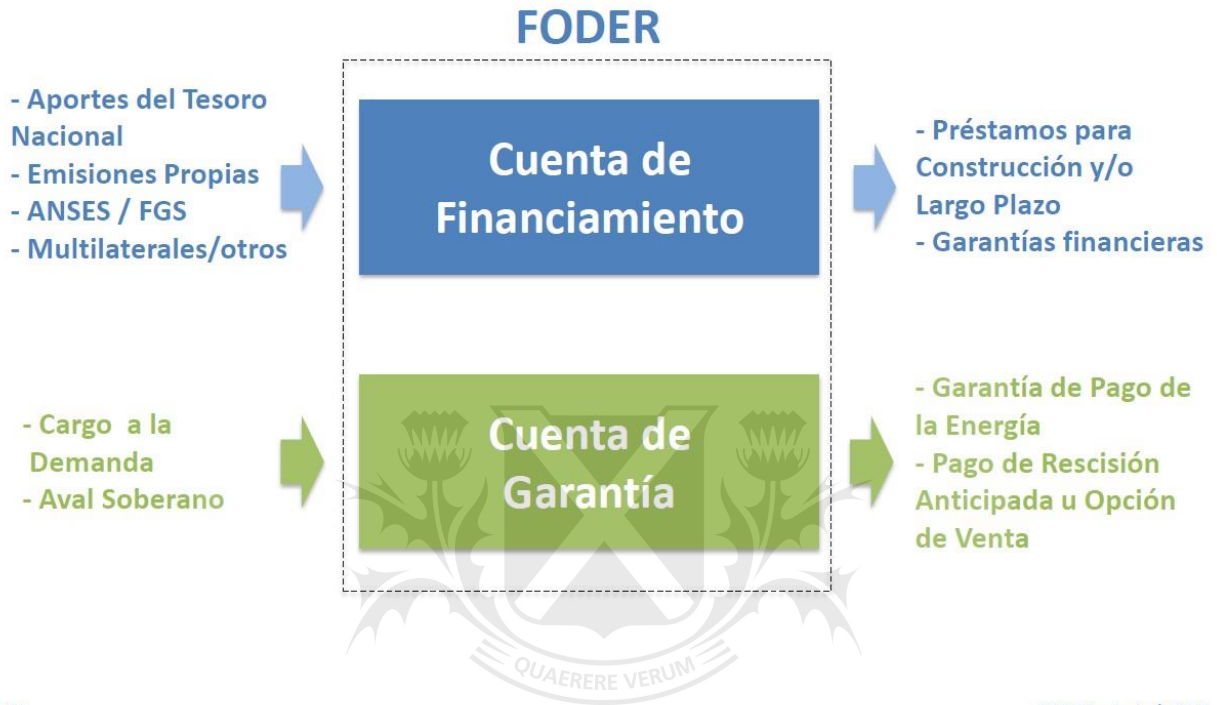 FODER
- Aportes del Tesoro
Nacional
- Emisiones Propias
- ANSES / FGS
- Multilaterales/otros
Cuenta de
Financiamiento
- Préstamos para
Construcción y/o
Largo Plazo
- Garantías financieras
- Cargo a la
Demanda
- Aval Soberano
Cuenta de
Garantía
- Garantía de Pago de
la Energía
- Pago de Rescisión
Anticipada u Opción
de Venta
QUAERERE VERUM